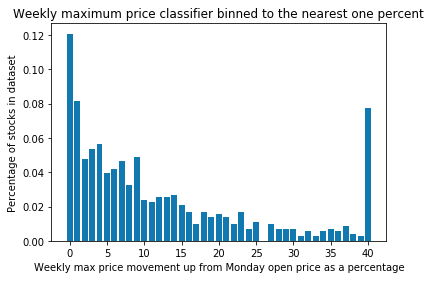 Weekly maximum price classifier binned to the nearest one percent
Percentage of stocks in dataset
0.12
0.10
0.08
0.06
0.04
0.02
0.00
0 5 10 15 20 25 30 35 40
Weekly max price movement up from Monday open price as a percentage